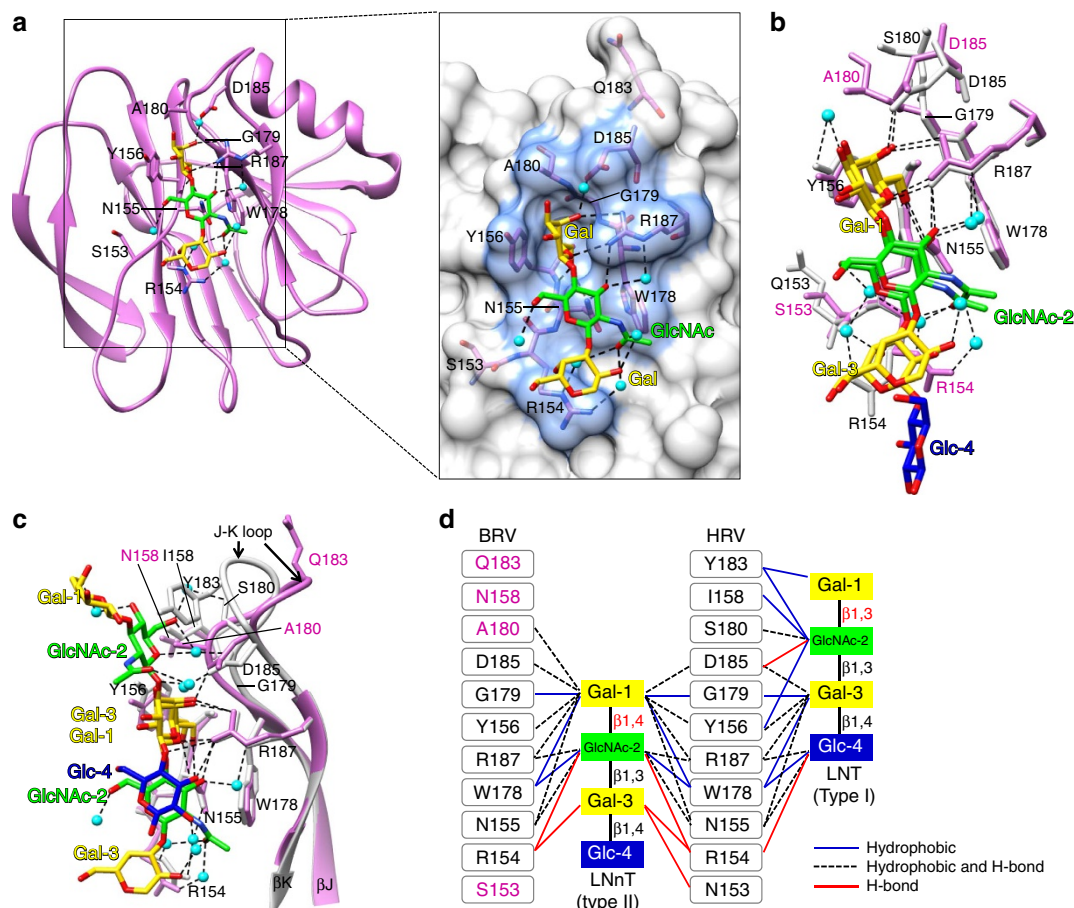 a
D185
A180
G179
Y156
R187
N155
W178
S153
R154
Q183
D185
A180
G179
Gal
R187
Y156
W178
N155
GlcNAc
S153
Gal
R154
b
S180
D185
A180
D185
G179
Y156
R187
Gal-1
W178
N155
Q153
S153
GlcNAc-2
Gal-3
R154
R154
Glc-4
c
J-K loop
N158 I158
Q183
Y183
S180
Gal-1
A180
GlcNAc-2
D185
Y156
G179
Gal-3
Gal-1
R187
Glc-4
GlcNAc-2
W178
N155
Gal-3
R154
βK
βJ
d
BRV
HRV
Q183
N158
A180
D185
G179
Y156
R187
W178
N155
R154
S153
Gal-1
β1,4
GlcNAc-2
β1,3
Gal-3
β1,4
Glc-4
LNnT
(type II)
Y183
I158
S180
D185
G179
Y156
R187
W178
N155
R154
N153
Gal-1
β1,3
GlcNAc-2
β1,3
Gal-3
β1,4
Glc-4
LNT
(Type I)
Hydrophobic
Hydrophobic and H-bond
H-bond